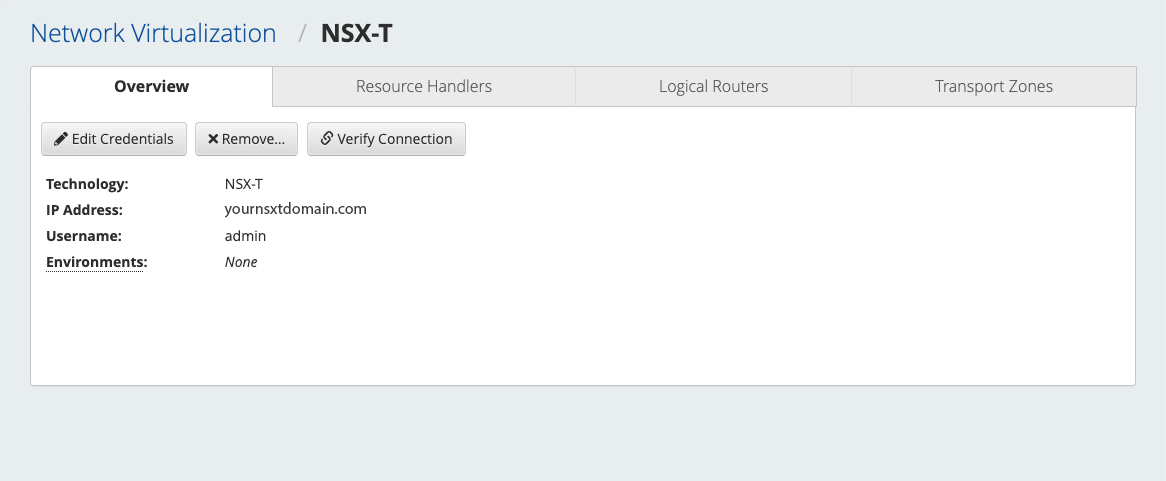 Network Virtualization / NSX-T
Overview Resource Handlers Logical Routers Transport Zones
Edit Credentials Remove... Verify Connection
Technology: NSX-T
IP Address: yournsxtdomain.com
Username: admin
Environments: None